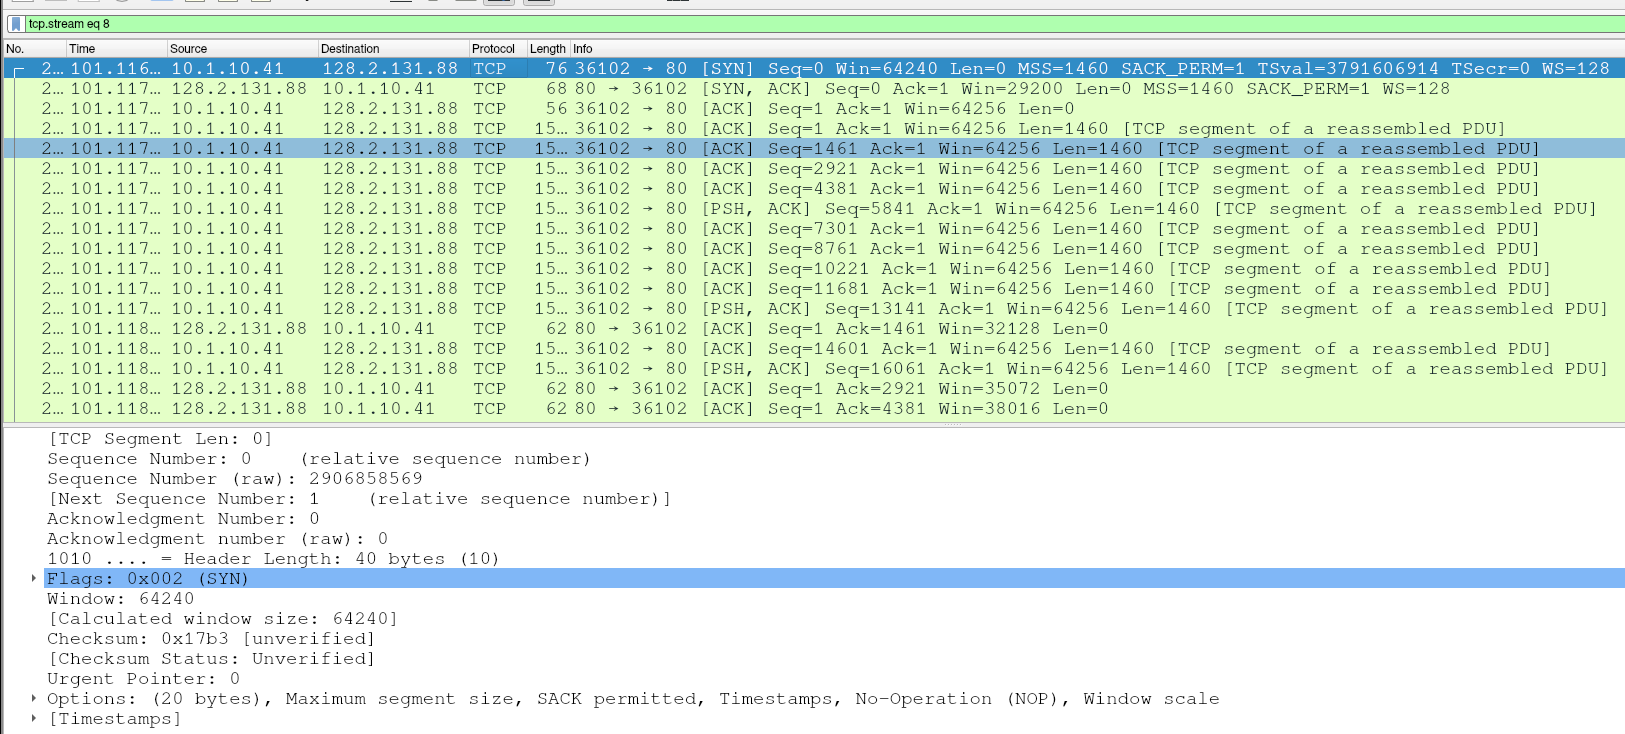 tcp.stream eq 8
No. Time Source Destination Protocol Length Info
2… 101.116… 10.1.10.41 128.2.131.88 TCP 76 36102 → 80 [SYN] Seq=0 Win=64240 Len=0 MSS=1460 SACK_PERM=1 TSval=3791606914 TSecr=0 WS=128
2… 101.117… 128.2.131.88 10.1.10.41 TCP 68 80 → 36102 [SYN, ACK] Seq=0 Ack=1 Win=29200 Len=0 MSS=1460 SACK_PERM=1 WS=128
2… 101.117… 10.1.10.41 128.2.131.88 TCP 56 36102 → 80 [ACK] Seq=1 Ack=1 Win=64256 Len=0
2… 101.117… 10.1.10.41 128.2.131.88 TCP 15… 36102 → 80 [ACK] Seq=1 Ack=1 Win=64256 Len=1460 [TCP segment of a reassembled PDU]
2… 101.117… 10.1.10.41 128.2.131.88 TCP 15… 36102 → 80 [ACK] Seq=1461 Ack=1 Win=64256 Len=1460 [TCP segment of a reassembled PDU]
2… 101.117… 10.1.10.41 128.2.131.88 TCP 15… 36102 → 80 [ACK] Seq=2921 Ack=1 Win=64256 Len=1460 [TCP segment of a reassembled PDU]
2… 101.117… 10.1.10.41 128.2.131.88 TCP 15… 36102 → 80 [ACK] Seq=4381 Ack=1 Win=64256 Len=1460 [TCP segment of a reassembled PDU]
2… 101.117… 10.1.10.41 128.2.131.88 TCP 15… 36102 → 80 [PSH, ACK] Seq=5841 Ack=1 Win=64256 Len=1460 [TCP segment of a reassembled PDU]
2… 101.117… 10.1.10.41 128.2.131.88 TCP 15… 36102 → 80 [ACK] Seq=7301 Ack=1 Win=64256 Len=1460 [TCP segment of a reassembled PDU]
2… 101.117… 10.1.10.41 128.2.131.88 TCP 15… 36102 → 80 [ACK] Seq=8761 Ack=1 Win=64256 Len=1460 [TCP segment of a reassembled PDU]
2… 101.117… 10.1.10.41 128.2.131.88 TCP 15… 36102 → 80 [ACK] Seq=10221 Ack=1 Win=64256 Len=1460 [TCP segment of a reassembled PDU]
2… 101.117… 10.1.10.41 128.2.131.88 TCP 15… 36102 → 80 [ACK] Seq=11681 Ack=1 Win=64256 Len=1460 [TCP segment of a reassembled PDU]
2… 101.117… 10.1.10.41 128.2.131.88 TCP 15… 36102 → 80 [PSH, ACK] Seq=13141 Ack=1 Win=64256 Len=1460 [TCP segment of a reassembled PDU]
2… 101.118… 128.2.131.88 10.1.10.41 TCP 62 80 → 36102 [ACK] Seq=1 Ack=1461 Win=32128 Len=0
2… 101.118… 10.1.10.41 128.2.131.88 TCP 15… 36102 → 80 [ACK] Seq=14601 Ack=1 Win=64256 Len=1460 [TCP segment of a reassembled PDU]
2… 101.118… 10.1.10.41 128.2.131.88 TCP 15… 36102 → 80 [PSH, ACK] Seq=16061 Ack=1 Win=64256 Len=1460 [TCP segment of a reassembled PDU]
2… 101.118… 128.2.131.88 10.1.10.41 TCP 62 80 → 36102 [ACK] Seq=1 Ack=2921 Win=35072 Len=0
2… 101.118… 128.2.131.88 10.1.10.41 TCP 62 80 → 36102 [ACK] Seq=1 Ack=4381 Win=38016 Len=0
[TCP Segment Len: 0]
Sequence Number: 0 (relative sequence number)
Sequence Number (raw): 2906858569
[Next Sequence Number: 1 (relative sequence number)]
Acknowledgment Number: 0
Acknowledgment number (raw): 0
1010 .... = Header Length: 40 bytes (10)
Flags: 0x002 (SYN)
Window: 64240
[Calculated window size: 64240]
Checksum: 0x17b3 [unverified]
[Checksum Status: Unverified]
Urgent Pointer: 0
Options: (20 bytes), Maximum segment size, SACK permitted, Timestamps, No-Operation (NOP), Window scale
[Timestamps]